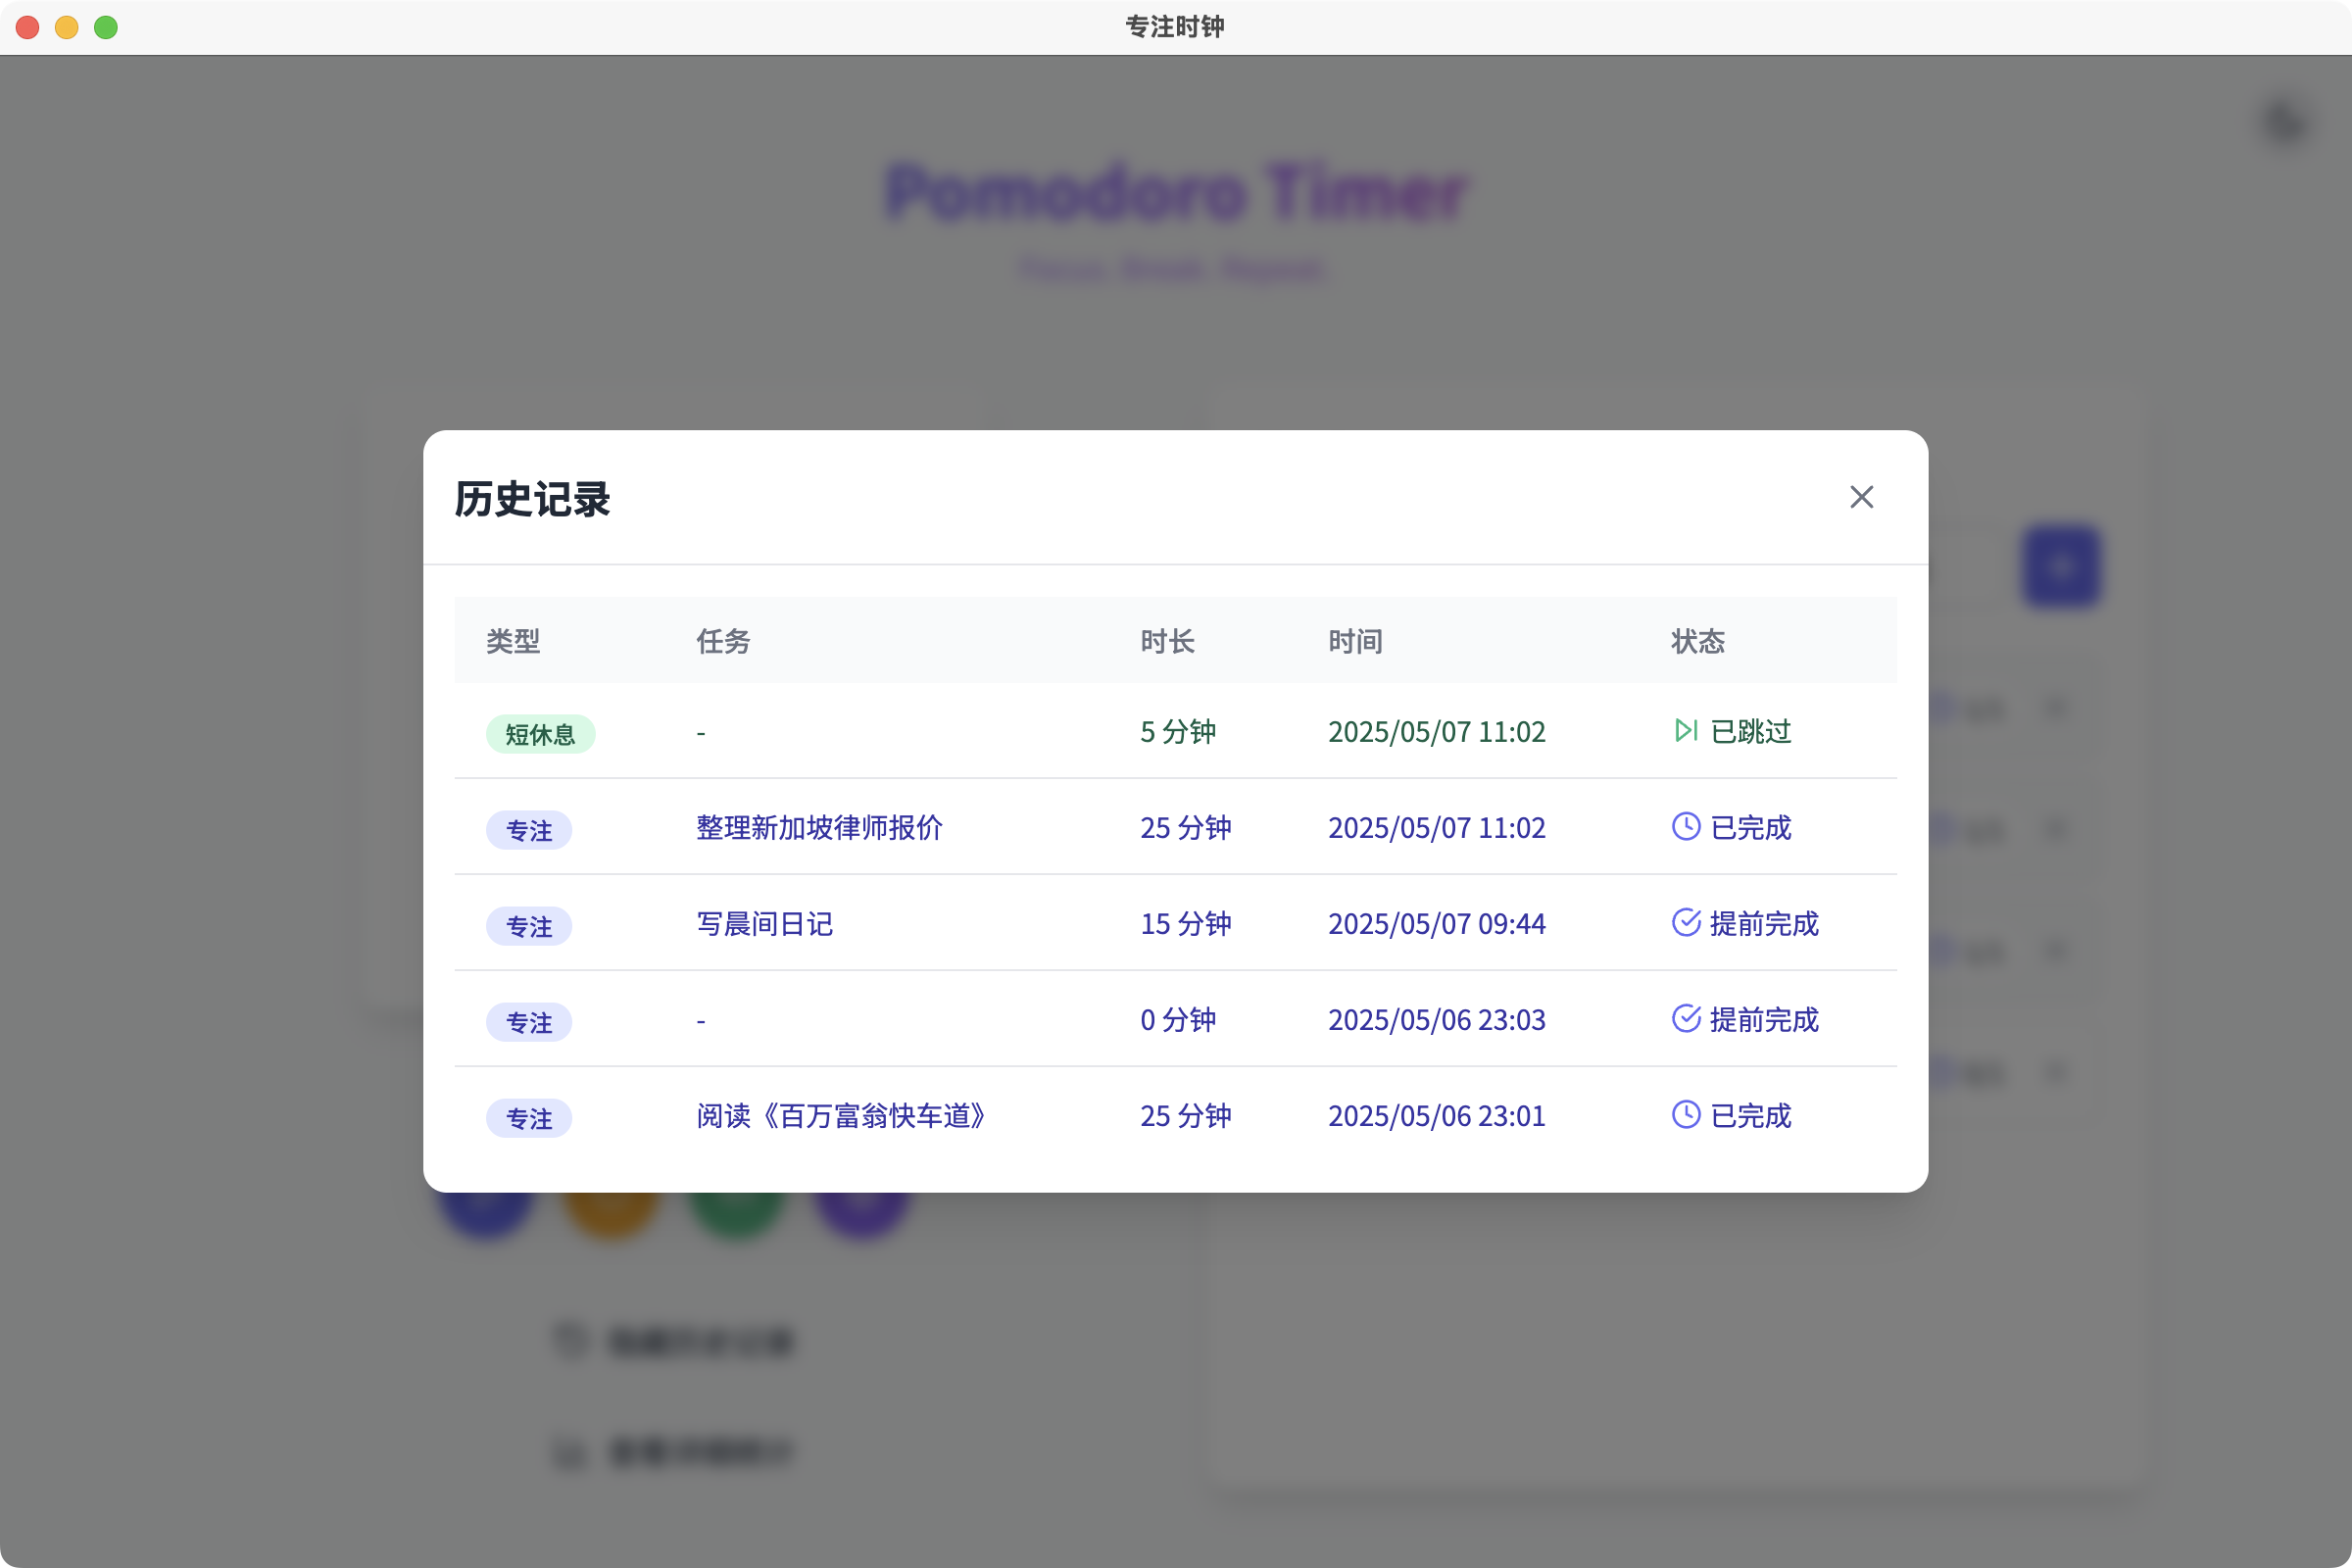 专注时钟
Pomodoro Timer
Focus. Break. Repeat.
历史记录
类型 任务 时长 时间 状态
短休息 - 5 分钟 2025/05/07 11:02 已跳过
专注 整理新加坡律师报价 25 分钟 2025/05/07 11:02 已完成
专注 写晨间日记 15 分钟 2025/05/07 09:44 提前完成
专注 - 0 分钟 2025/05/06 23:03 提前完成
专注 阅读《百万富翁快车道》 25 分钟 2025/05/06 23:01 已完成